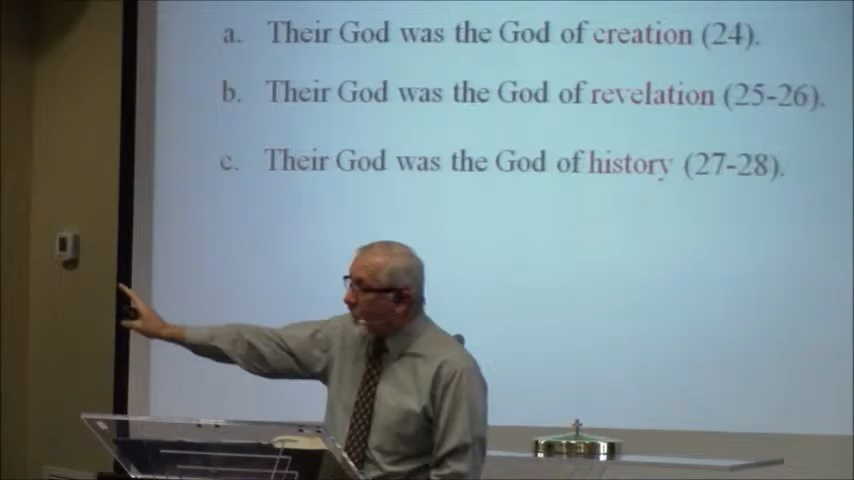 a. Their God was the God of creation (24).
b. Their God was the God of revelation (25-26).
c. Their God was the God of history (27-28).